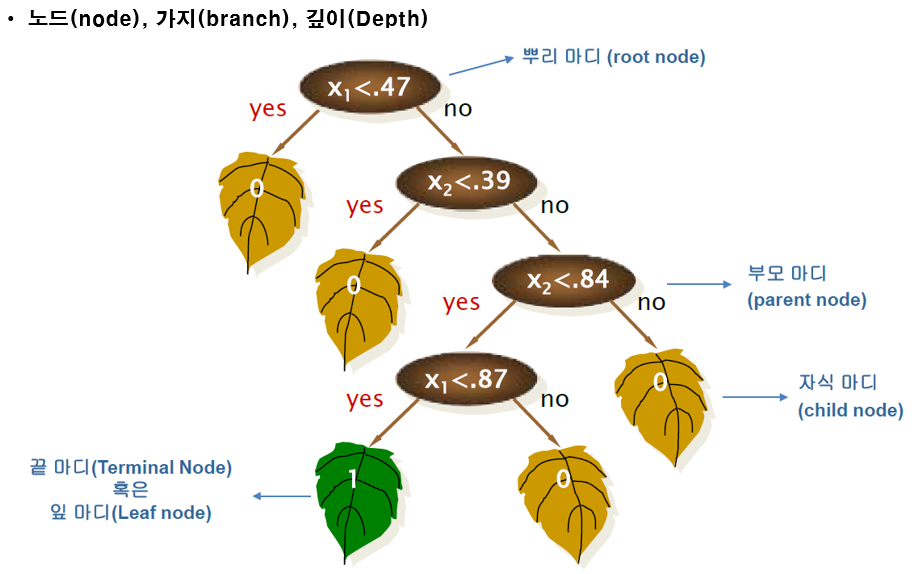 • 노드(node), 가지(branch), 깊이(Depth)
뿌리 마디 (root node)
x₁<.47
yes
no
0
x₂<.39
yes
no
0
x₂<.84
부모 마디
(parent node)
yes
no
x₁<.87
0
자식 마디
(child node)
yes
no
끝 마디(Terminal Node)
혹은
잎 마디(Leaf node)
1
0